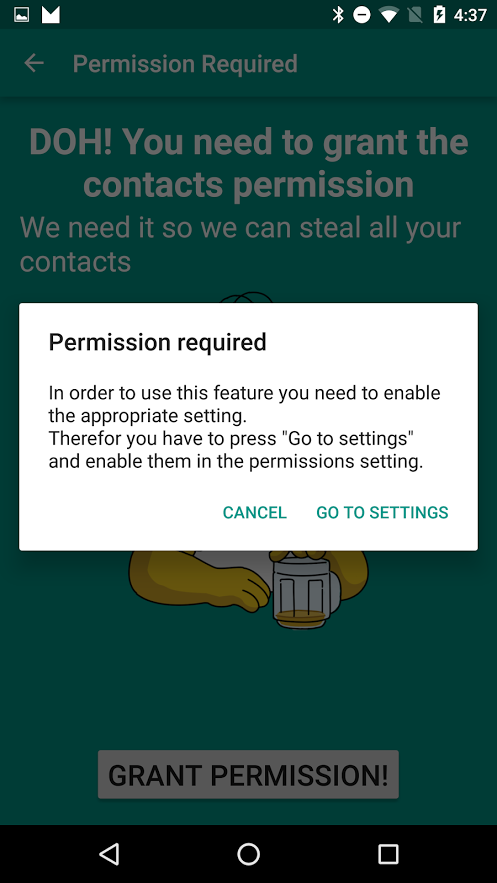 4:37
Permission Required
DOH! You need to grant the
contacts permission
We need it so we can steal all your
contacts
Permission required
In order to use this feature you need to enable
the appropriate setting.
Therefor you have to press "Go to settings"
and enable them in the permissions setting.
CANCEL GO TO SETTINGS
GRANT PERMISSION!